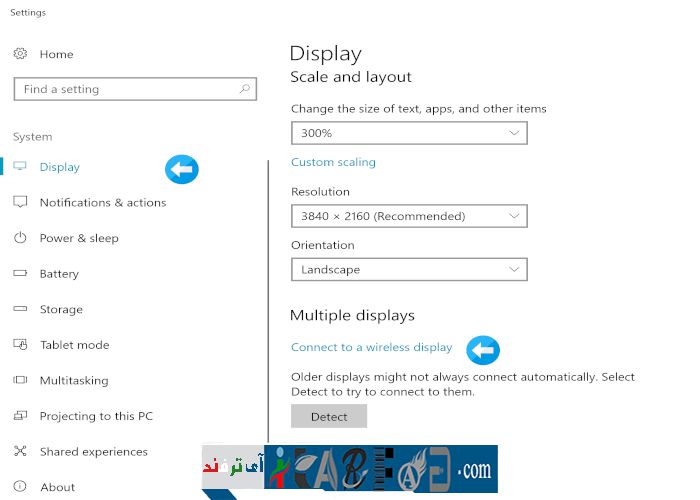 Settings
Home
Find a setting
System
Display
Notifications & actions
Power & sleep
Battery
Storage
Tablet mode
Multitasking
Projecting to this PC
Shared experiences
About
Display
Scale and layout
Change the size of text, apps, and other items
300%
Custom scaling
Resolution
3840 × 2160 (Recommended)
Orientation
Landscape
Multiple displays
Connect to a wireless display
Older displays might not always connect automatically. Select
Detect to try to connect to them.
Detect
آی ترفند
.com